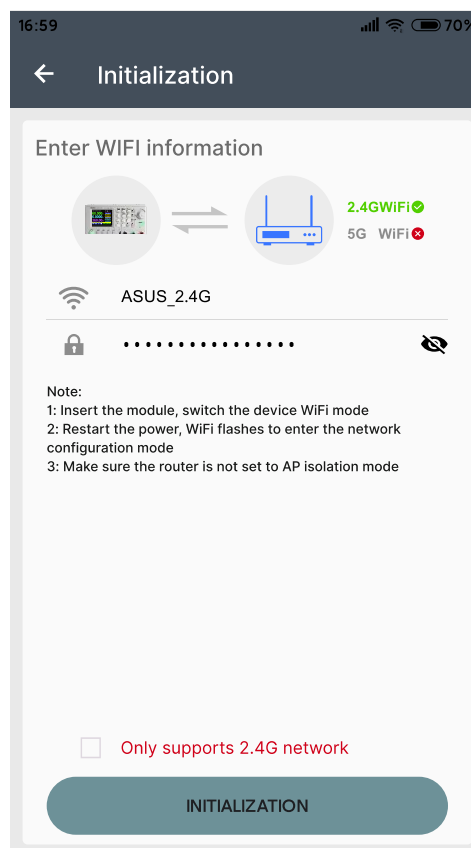 16:59
70%
Initialization
Enter WIFI information
2.4GWiFi
5G WiFi
ASUS_2.4G
••••••••••••••••
Note:
1: Insert the module, switch the device WiFi mode
2: Restart the power, WiFi flashes to enter the network
configuration mode
3: Make sure the router is not set to AP isolation mode
Only supports 2.4G network
INITIALIZATION